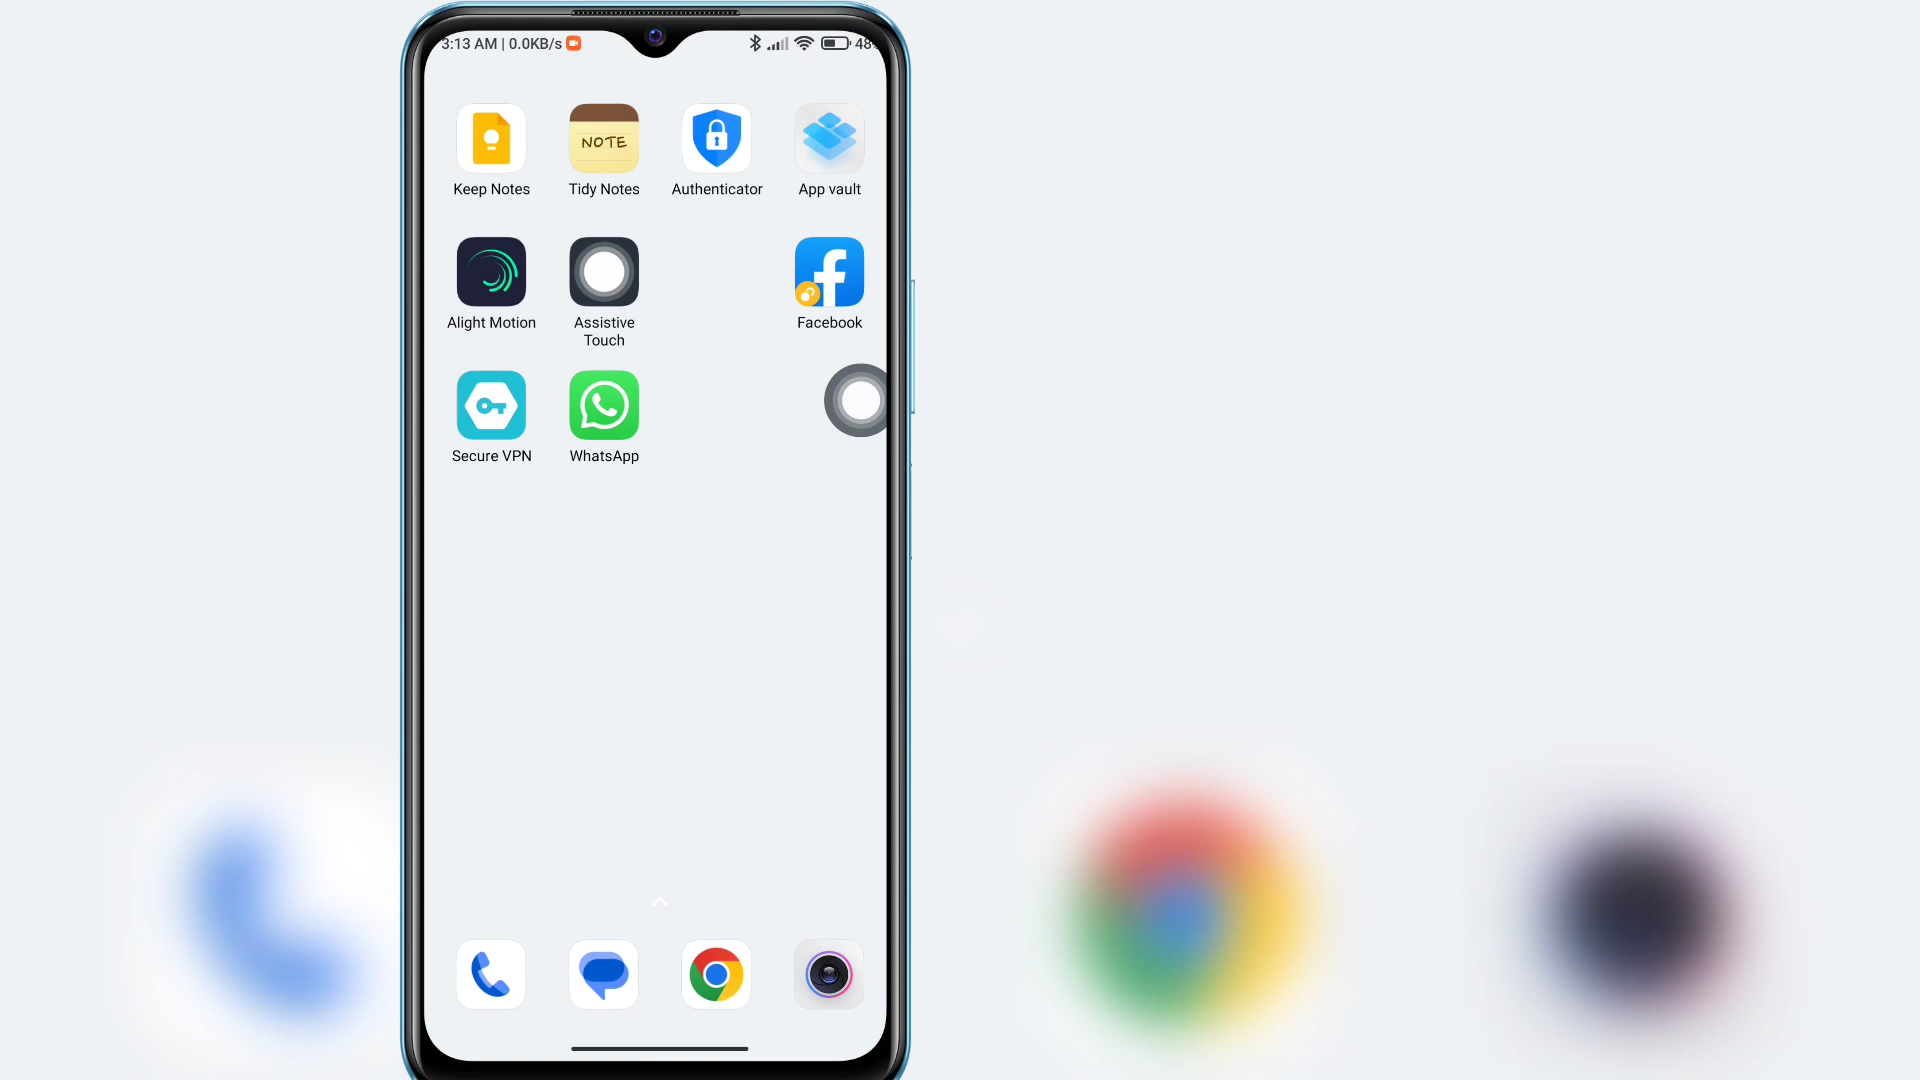 3:13 AM | 0.0KB/s
NOTE
Keep Notes
Tidy Notes
Authenticator
App vault
Alight Motion
Assistive
Touch
Facebook
Secure VPN
WhatsApp